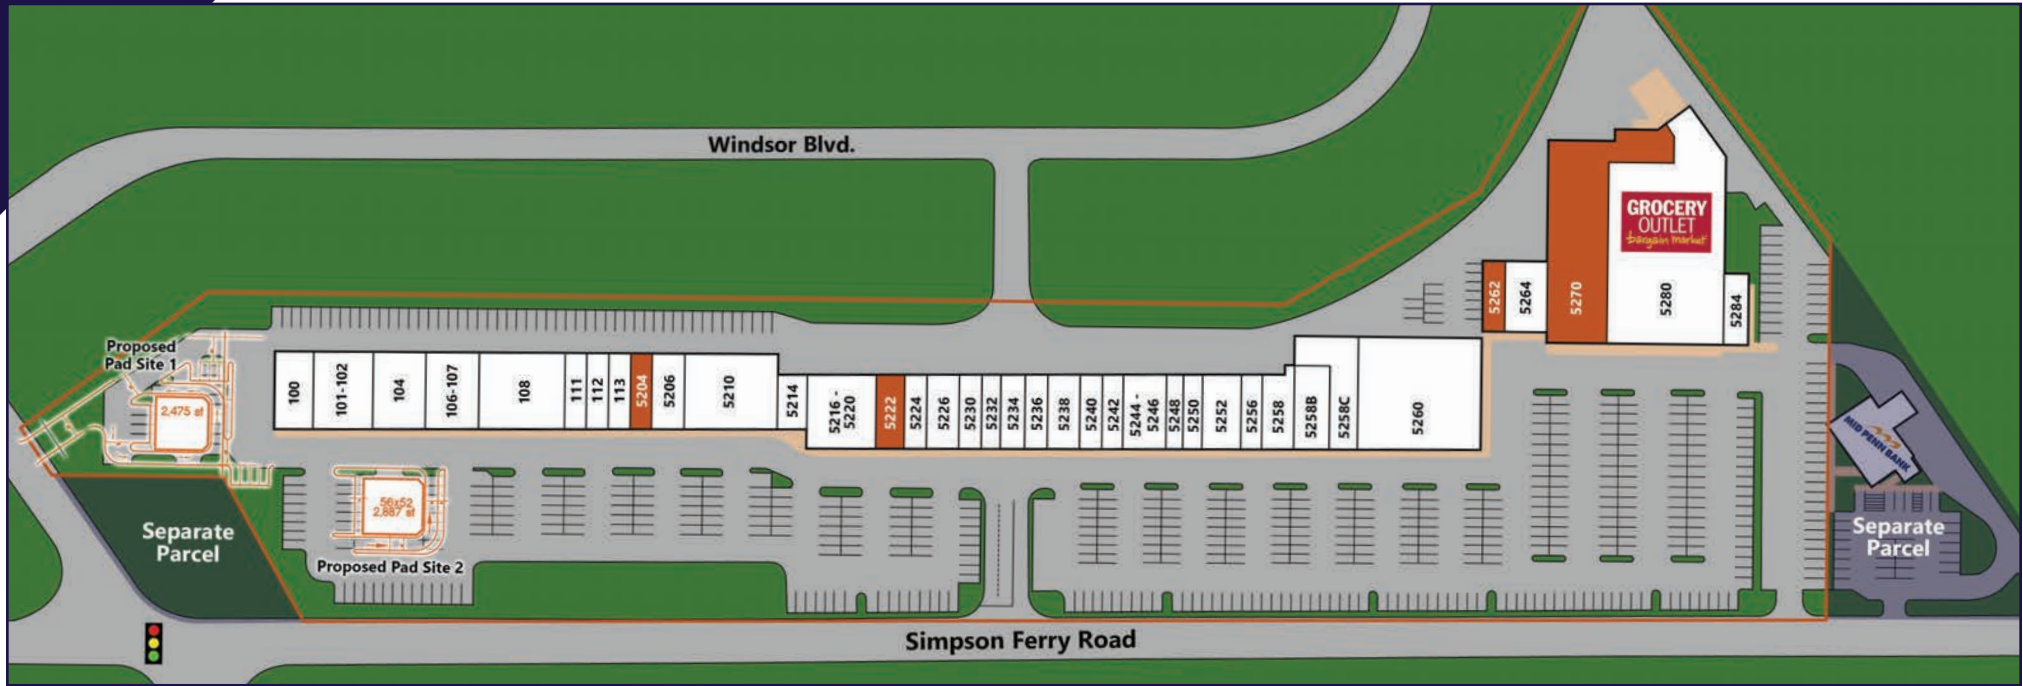 Windsor Blvd.
GROCERY
OUTLET
bargain market
5262
5264
5270
5280
5284
Proposed
Pad Site 1
2,475 sf
100
101-102
104
106-107
108
111
112
113
5204
5206
5210
5214
5216 -
5220
5222
5224
5226
5230
5232
5234
5236
5238
5240
5242
5244 -
5246
5248
5250
5252
5256
5258
5258B
5258C
5260
MID PENN BANK
56x52
2,887 sf
Proposed Pad Site 2
Separate
Parcel
Separate
Parcel
Simpson Ferry Road